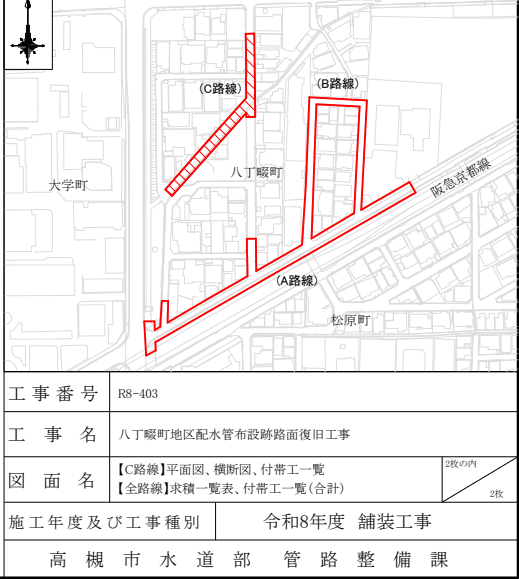 (C路線)
(B路線)
八丁畷町
大学町
阪急京都線
(A路線)
松原町
工事番号 R8-403
工事名 八丁畷町地区配水管布設跡路面復旧工事
図面名 【C路線】平面図、横断図、付帯工一覧
【全路線】求積一覧表、付帯工一覧(合計)
2枚の内
2枚
施工年度及び工事種別 令和8年度 舗装工事
高槻市水道部 管路整備課